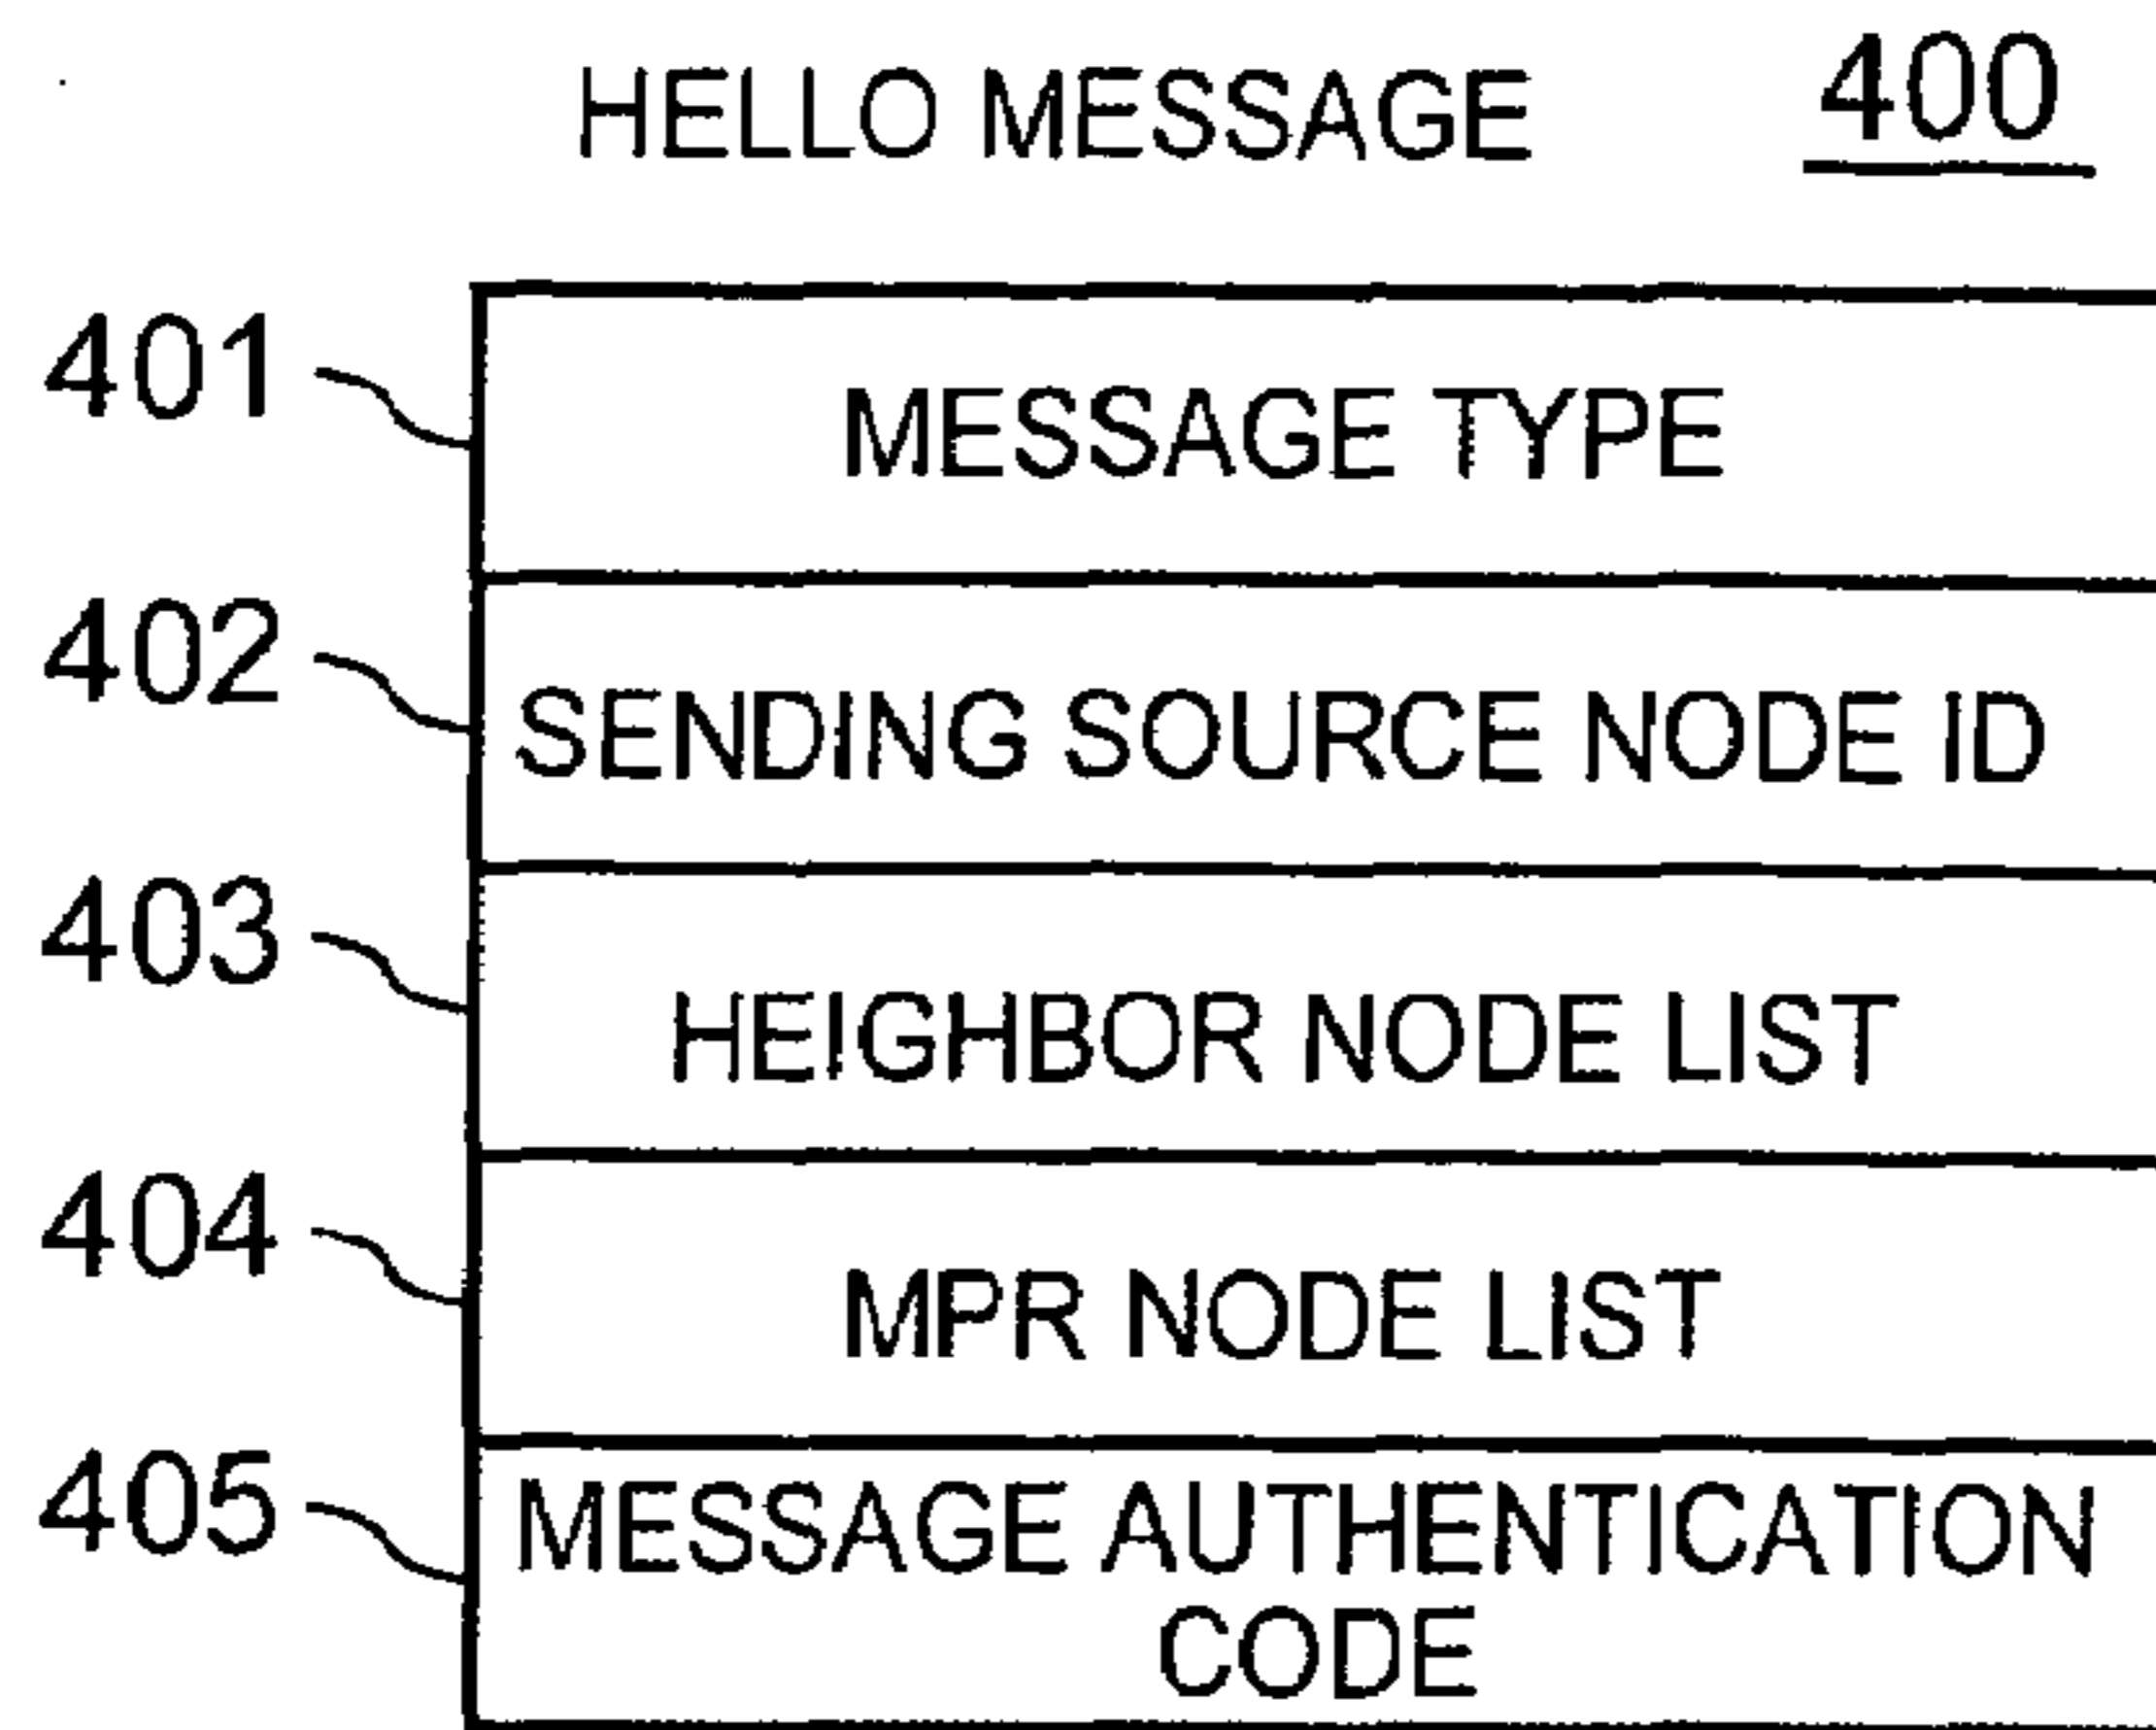 HELLO MESSAGE 400
401 MESSAGE TYPE
402 SENDING SOURCE NODE ID
403 HEIGHBOR NODE LIST
404 MPR NODE LIST
405 MESSAGE AUTHENTICATION
CODE